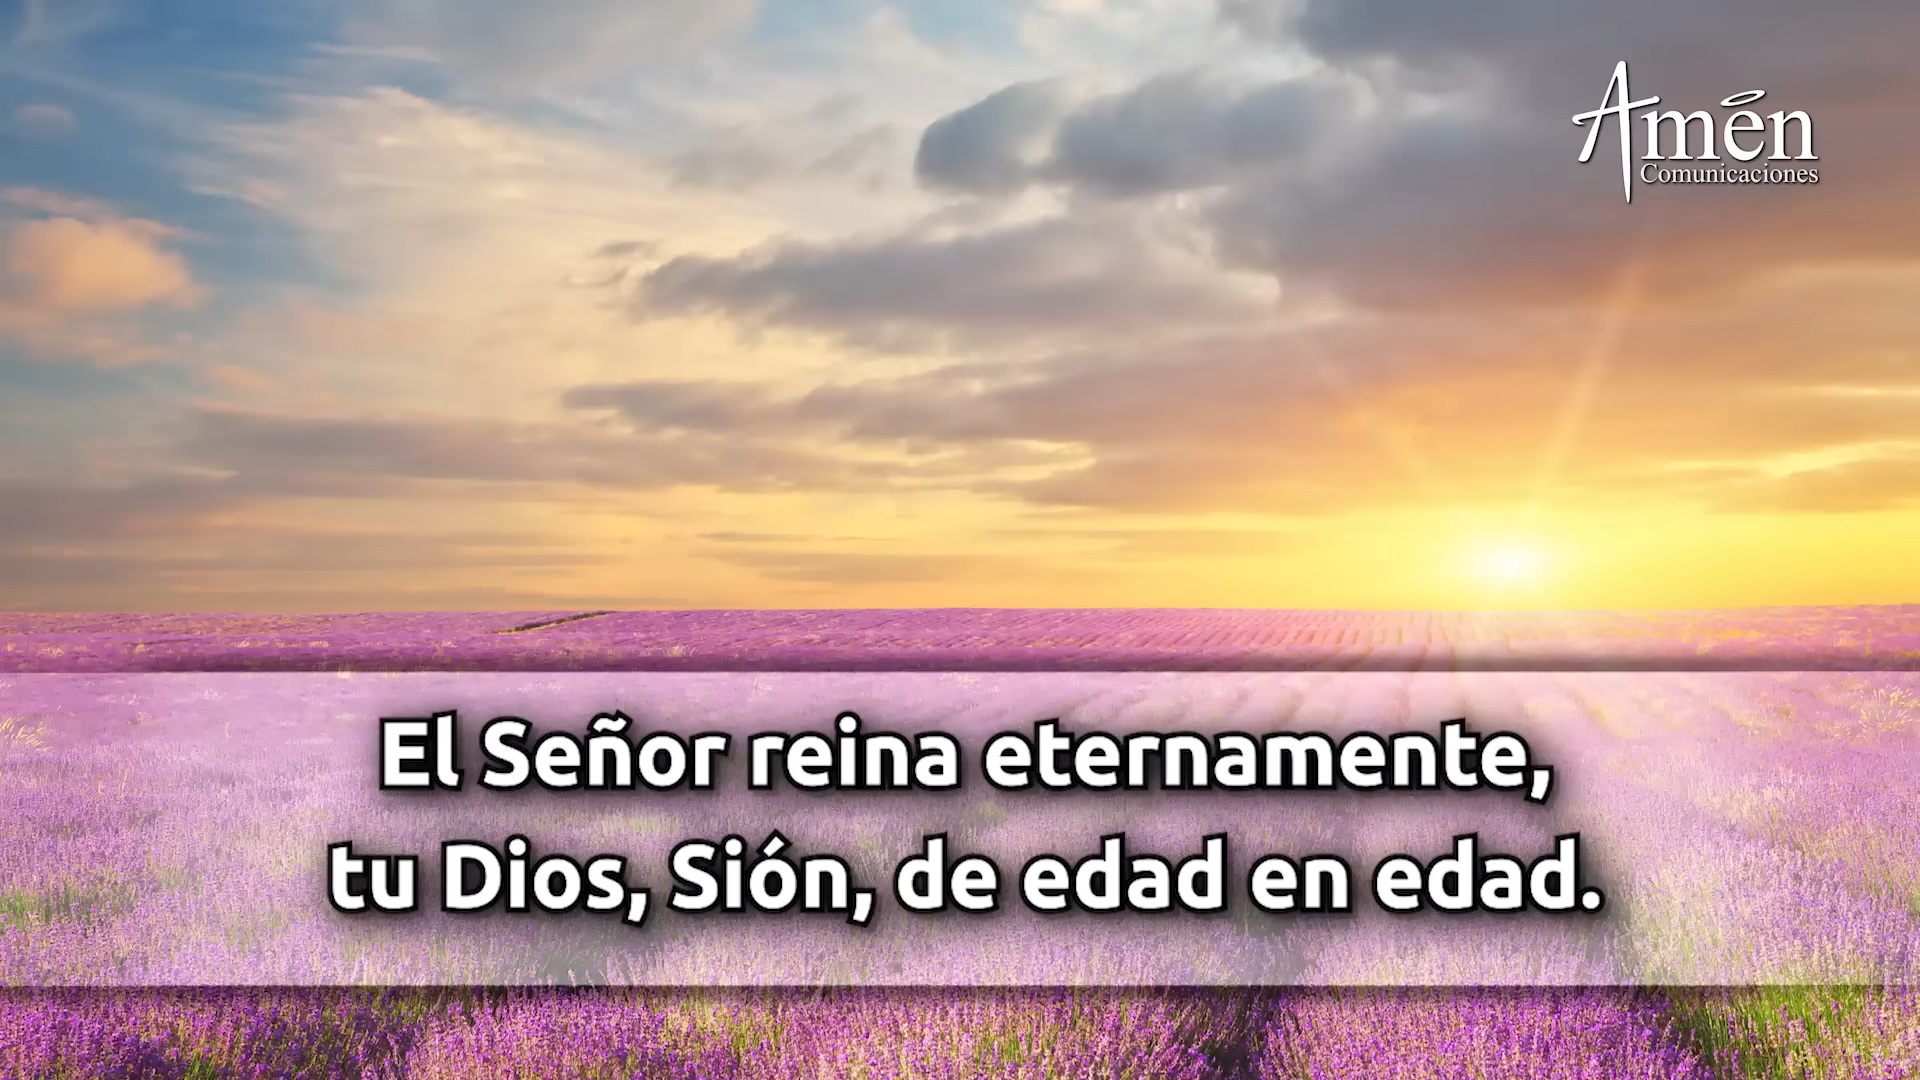 Amén
Comunicaciones
El Señor reina eternamente,
tu Dios, Sión, de edad en edad.